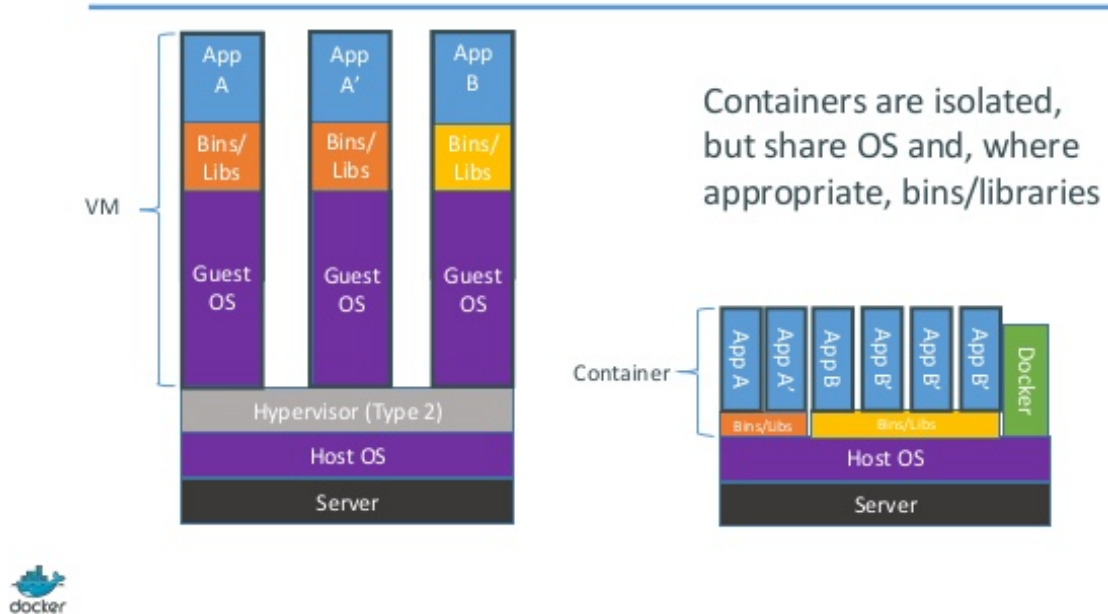 App
A
App
A'
App
B
Bins/
Libs
Bins/
Libs
Bins/
Libs
VM
Guest
OS
Guest
OS
Guest
OS
Hypervisor (Type 2)
Host OS
Server
Containers are isolated,
but share OS and, where
appropriate, bins/libraries
Container
App A
App A'
App B
App B'
App B'
App B'
Docker
Bins/Libs
Bins/Libs
Host OS
Server
docker